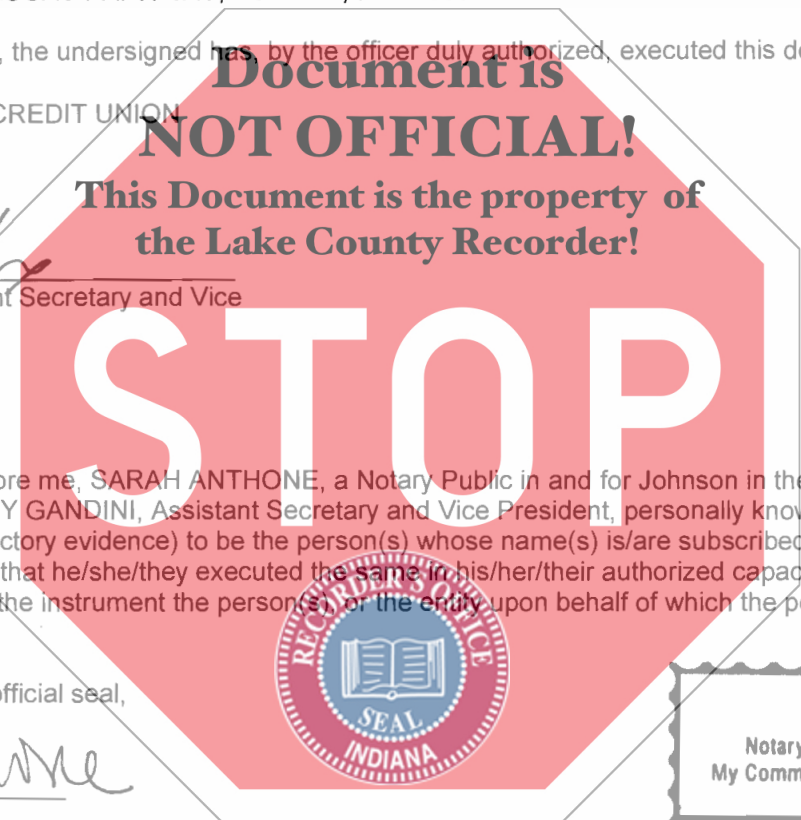 , the undersigned has, by the officer duly authorized, executed this
Document is
CREDIT UNION
NOT OFFICIAL!
This Document is the property of
the Lake County Recorder!
Secretary and Vice
STOP
ore me, SARAH ANTHONE, a Notary Public in and for Johnson in the
Y GANDINI, Assistant Secretary and Vice President, personally know
ctory evidence) to be the person(s) whose name(s) is/are subscribed
that he/she/they executed the same in his/her/their authorized capac
the instrument the person(s), or the entity upon behalf of which the
RECORDER'S OFFICE
SEAL
INDIANA
official seal,
Notary
My Comm